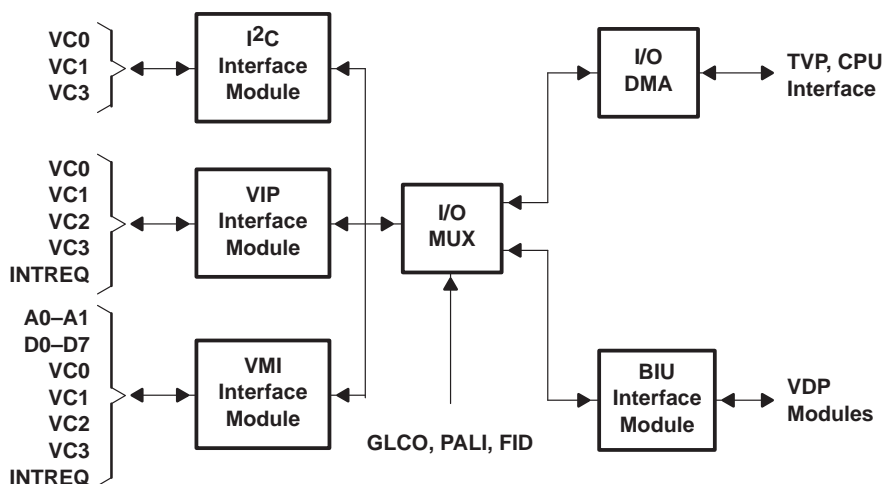 VC0
VC1
VC3
I2C
Interface
Module
VC0
VC1
VC2
VC3
INTREQ
VIP
Interface
Module
A0–A1
D0–D7
VC0
VC1
VC2
VC3
INTREQ
VMI
Interface
Module
I/O
MUX
GLCO, PALI, FID
I/O
DMA
TVP, CPU
Interface
BIU
Interface
Module
VDP
Modules